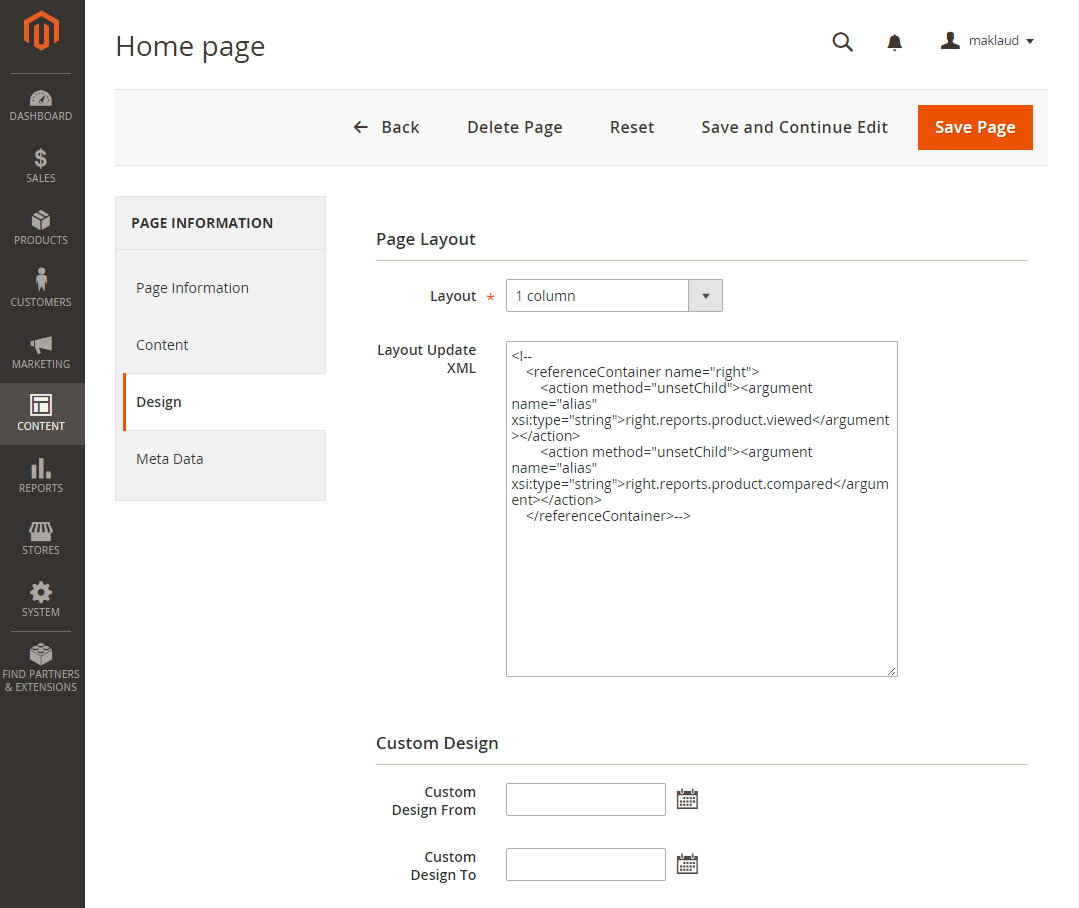 Home page
maklaud
DASHBOARD
SALES
PRODUCTS
CUSTOMERS
MARKETING
CONTENT
REPORTS
STORES
SYSTEM
FIND PARTNERS
& EXTENSIONS
Back
Delete Page
Reset
Save and Continue Edit
Save Page
PAGE INFORMATION
Page Information
Content
Design
Meta Data
Page Layout
Layout *
1 column
Layout Update
XML
<!--
    <referenceContainer name="right">
        <action method="unsetChild"><argument
name="alias"
xsi:type="string">right.reports.product.viewed</argument
></action>
        <action method="unsetChild"><argument
name="alias"
xsi:type="string">right.reports.product.compared</argum
ent></action>
    </referenceContainer>-->
Custom Design
Custom
Design From
Custom
Design To